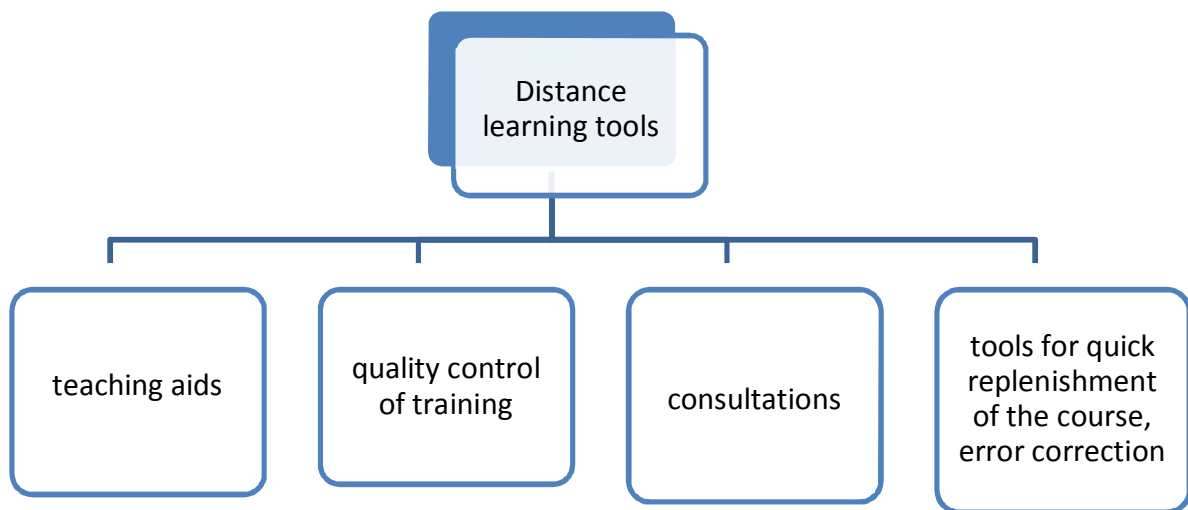 Distance
learning tools
teaching aids
quality control
of training
consultations
tools for quick
replenishment
of the course,
error correction